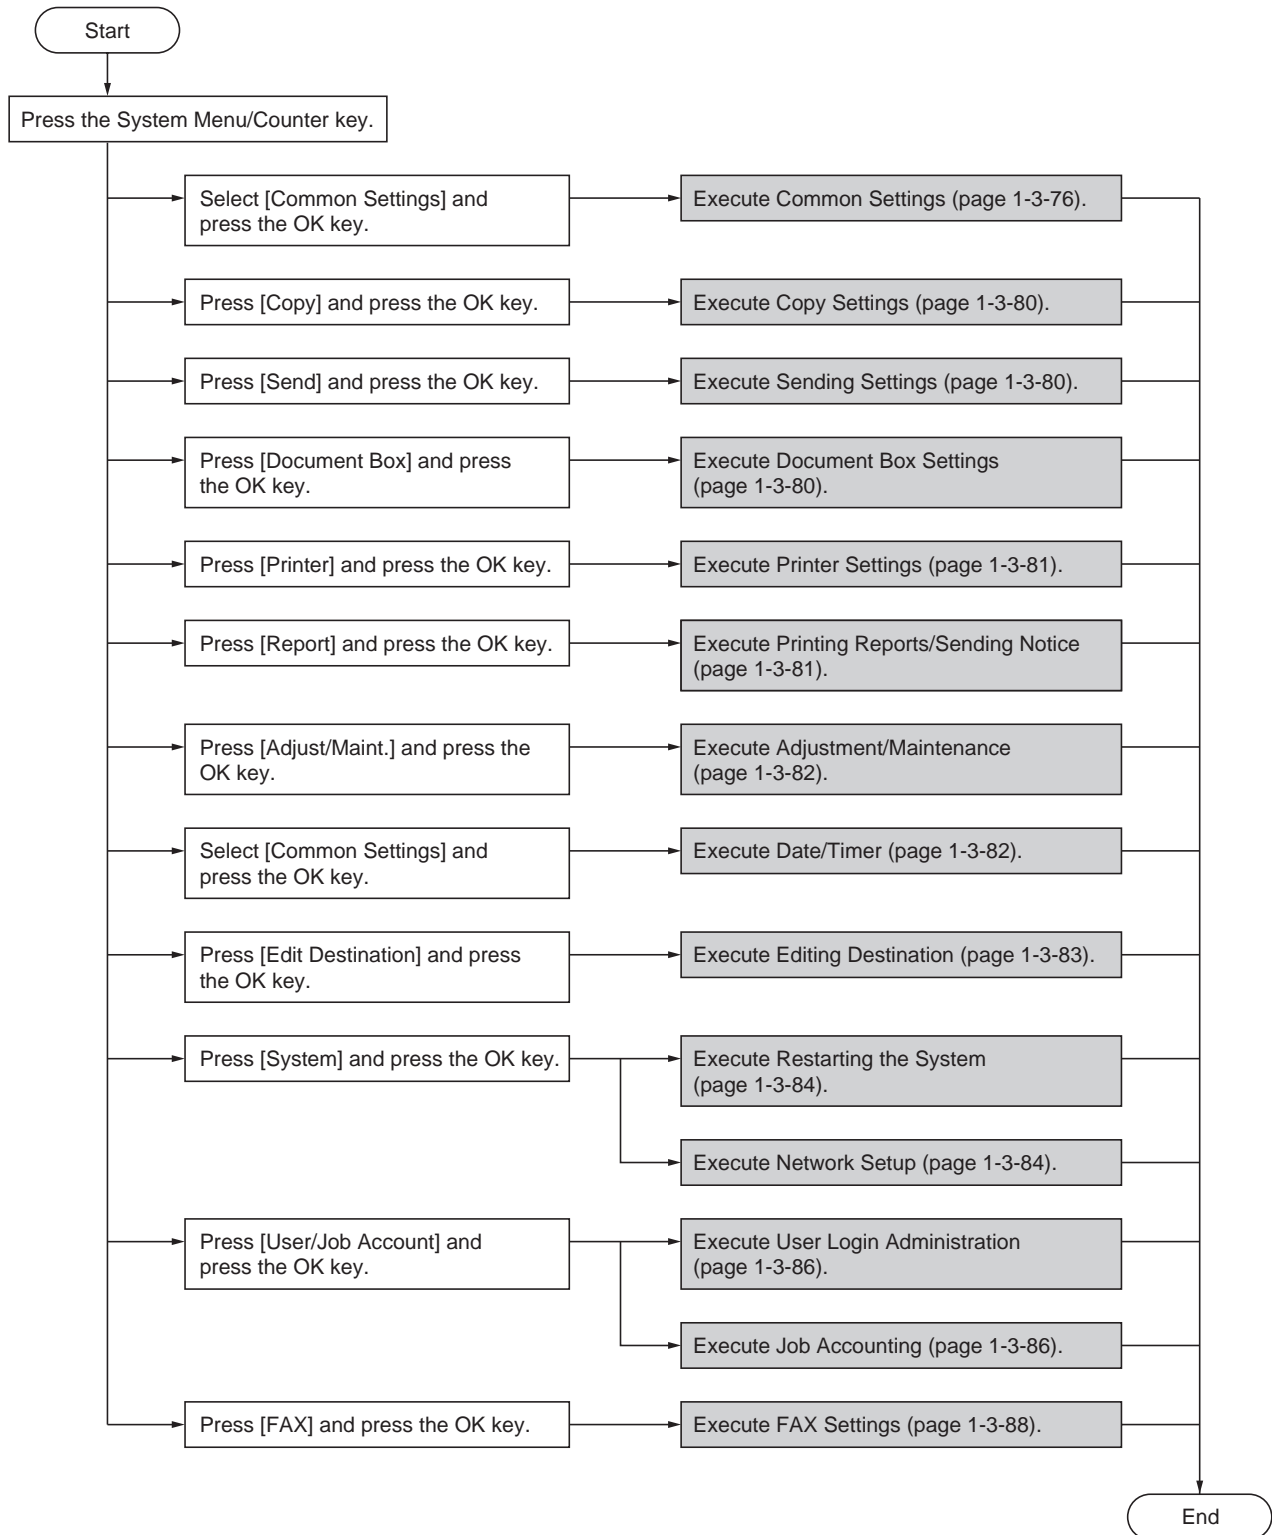 Start
Press the System Menu/Counter key.
Select [Common Settings] and
press the OK key.
Execute Common Settings (page 1-3-76).
Press [Copy] and press the OK key.
Execute Copy Settings (page 1-3-80).
Press [Send] and press the OK key.
Execute Sending Settings (page 1-3-80).
Press [Document Box] and press
the OK key.
Execute Document Box Settings
(page 1-3-80).
Press [Printer] and press the OK key.
Execute Printer Settings (page 1-3-81).
Press [Report] and press the OK key.
Execute Printing Reports/Sending Notice
(page 1-3-81).
Press [Adjust/Maint.] and press the
OK key.
Execute Adjustment/Maintenance
(page 1-3-82).
Select [Common Settings] and
press the OK key.
Execute Date/Timer (page 1-3-82).
Press [Edit Destination] and press
the OK key.
Execute Editing Destination (page 1-3-83).
Press [System] and press the OK key.
Execute Restarting the System
(page 1-3-84).
Execute Network Setup (page 1-3-84).
Press [User/Job Account] and
press the OK key.
Execute User Login Administration
(page 1-3-86).
Execute Job Accounting (page 1-3-86).
Press [FAX] and press the OK key.
Execute FAX Settings (page 1-3-88).
End